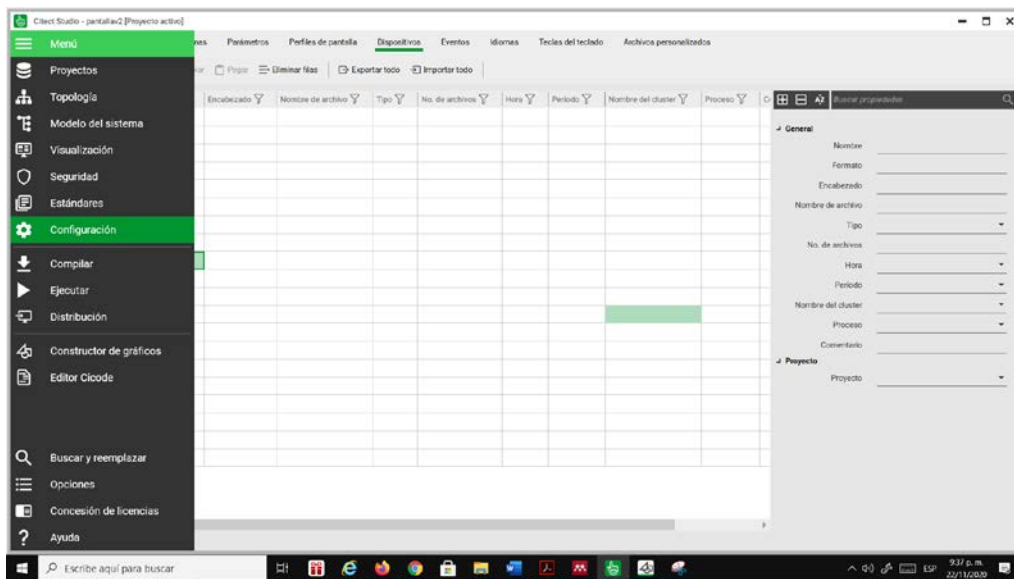 Citect Studio - pantallav2 [Proyecto activo]
Menú
Parámetros Perfiles de pantalla Dispositivos Eventos Idiomas Teclas del teclado Archivos personalizados
Pegar Eliminar filas Exportar todo Importar todo
Encabezado Nombre de archivo Tipo No. de archivos Hora Período Nombre del cluster Proceso
Buscar propiedades
Proyectos
Topología
Modelo del sistema
Visualización
Seguridad
Estándares
Configuración
Compilar
Ejecutar
Distribución
Constructor de gráficos
Editor Cicode
Buscar y reemplazar
Opciones
Concesión de licencias
Ayuda
General
Nombre
Formato
Encabezado
Nombre de archivo
Tipo
No. de archivos
Hora
Período
Nombre del cluster
Proceso
Comentario
Proyecto
Proyecto
Escribe aquí para buscar
ESP
9:37 p. m.
22/11/2020